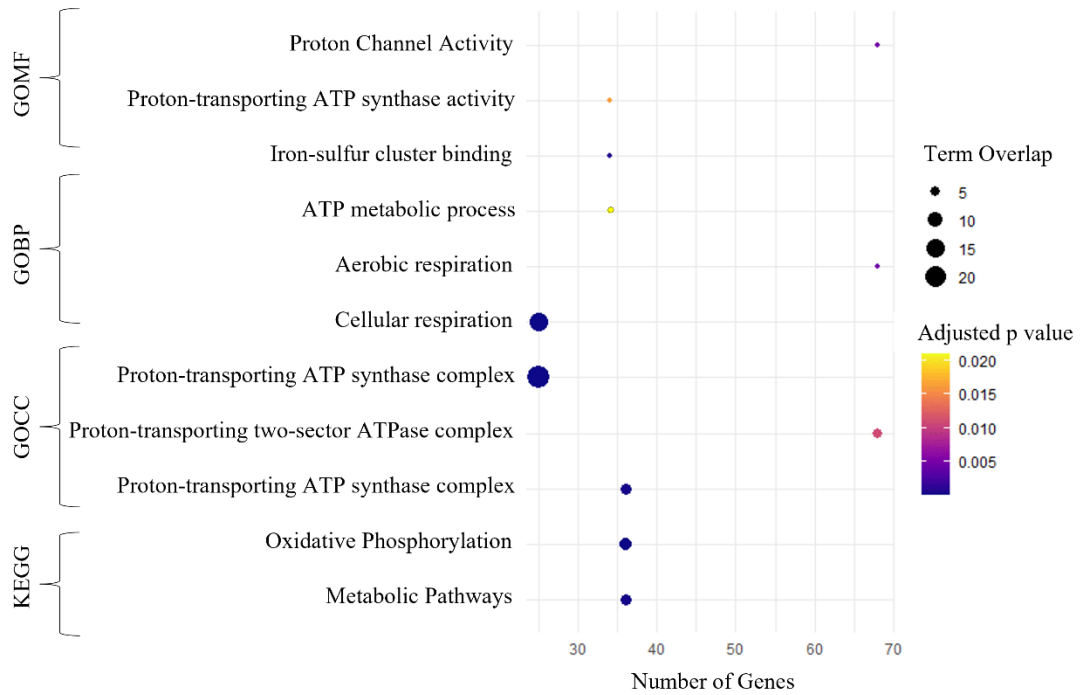 GOMF
Proton Channel Activity
Proton-transporting ATP synthase activity
Iron-sulfur cluster binding
GOBP
ATP metabolic process
Aerobic respiration
Cellular respiration
GOCC
Proton-transporting ATP synthase complex
Proton-transporting two-sector ATPase complex
Proton-transporting ATP synthase complex
KEGG
Oxidative Phosphorylation
Metabolic Pathways
30 40 50 60 70
Number of Genes
Term Overlap
5
10
15
20
Adjusted p value
0.020
0.015
0.010
0.005